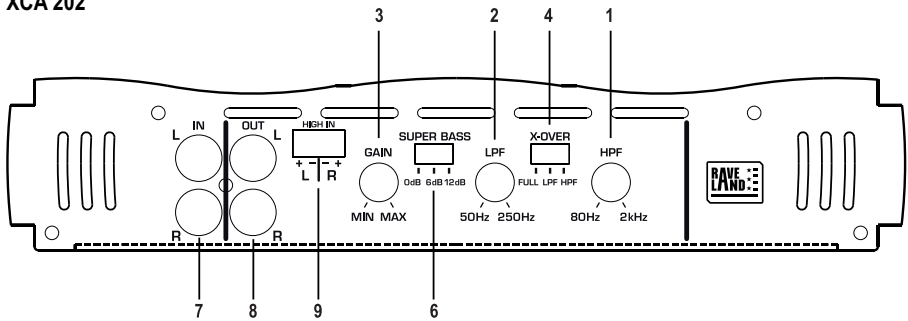 XCA 202
3 2 4 1
IN OUT HIGH IN
L L
+ - - +
L R
R R
GAIN
MIN MAX
SUPER BASS
0dB 6dB 12dB
LPF
50Hz 250Hz
X-OVER
FULL LPF HPF
HPF
80Hz 2kHz
RAVE
LAND
7 8 9 6